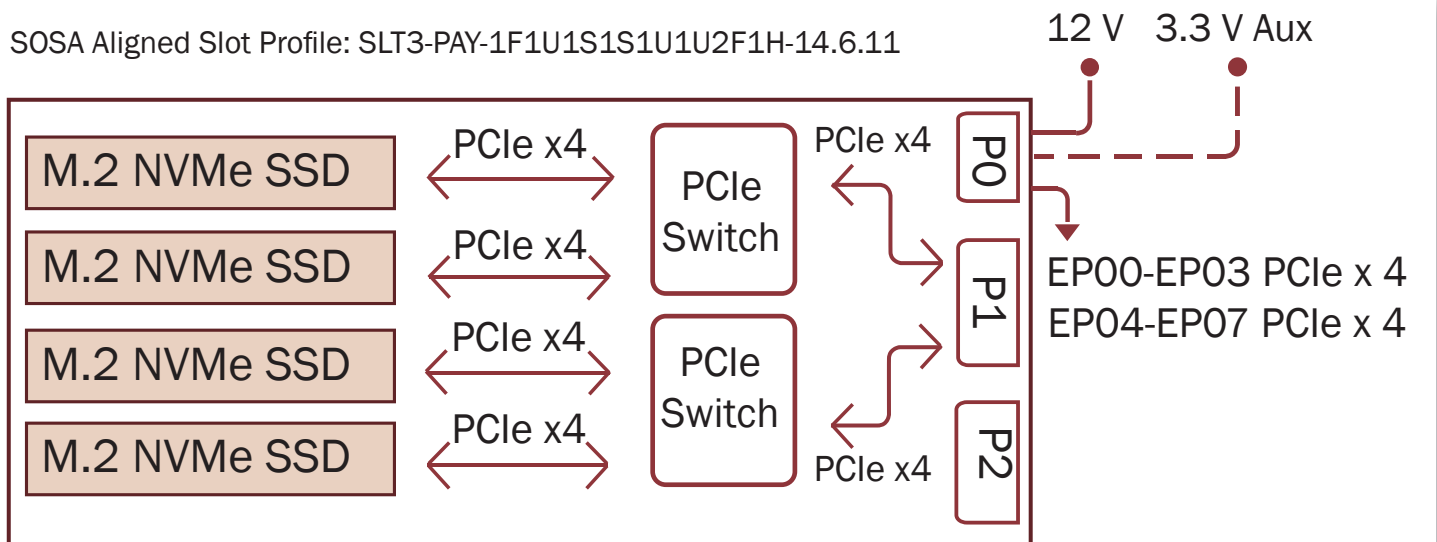 12 V 3.3 V Aux
SOSA Aligned Slot Profile: SLT3-PAY-1F1U1S1S1U1U2F1H-14.6.11
M.2 NVMe SSD
PCIe x4
PCIe
Switch
PCIe x4
P0
M.2 NVMe SSD
PCIe x4
P1
EP00-EP03 PCIe x 4
EP04-EP07 PCIe x 4
M.2 NVMe SSD
PCIe x4
PCIe
Switch
M.2 NVMe SSD
PCIe x4
PCIe x4
P2